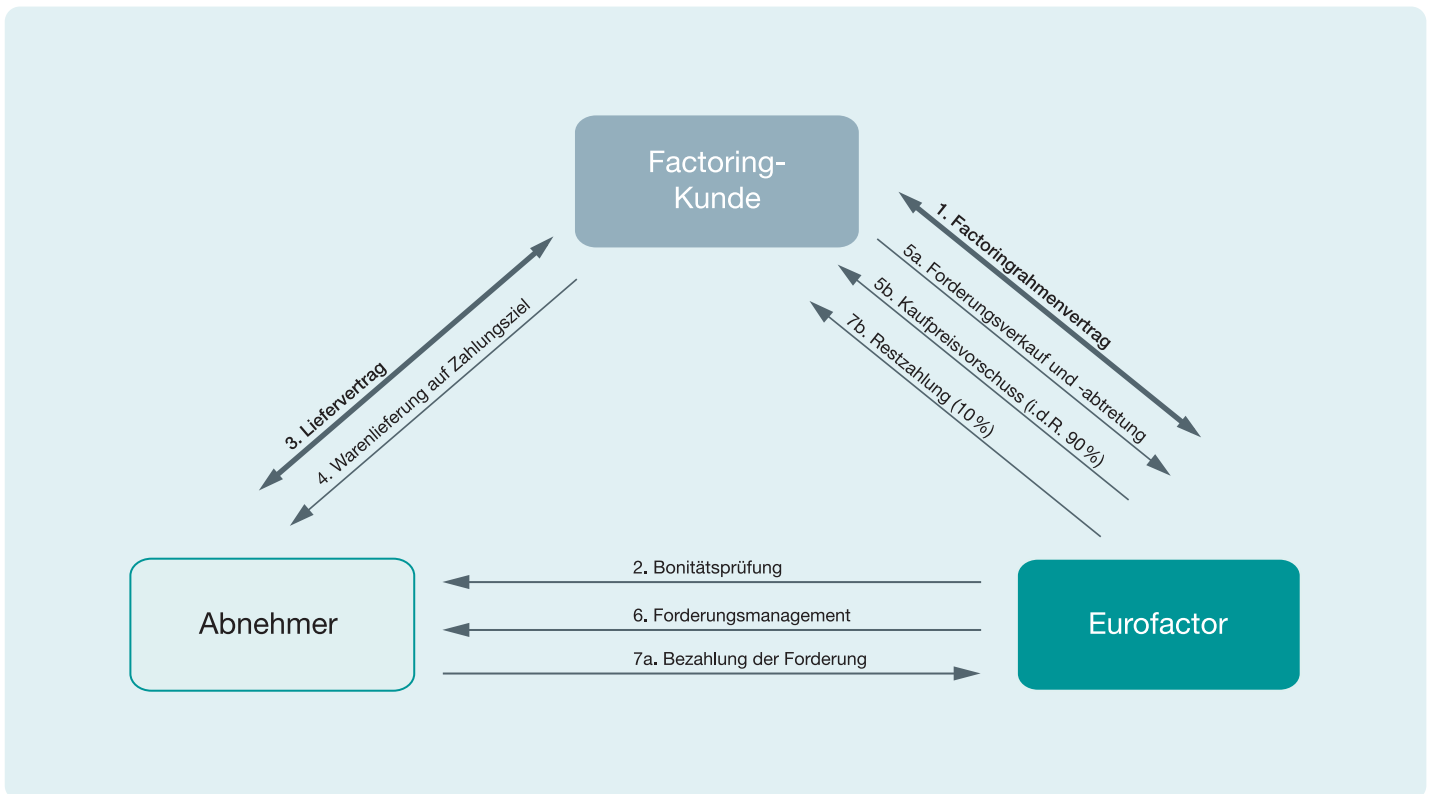 Factoring-
Kunde
1. Factoringrahmenvertrag
5a. Forderungsverkauf und -abtretung
5b. Kaufpreisvorschuss (i.d.R. 90 %)
7b. Restzahlung (10 %)
3. Liefervertrag
4. Warenlieferung auf Zahlungsziel
2. Bonitätsprüfung
6. Forderungsmanagement
7a. Bezahlung der Forderung
Abnehmer
Eurofactor